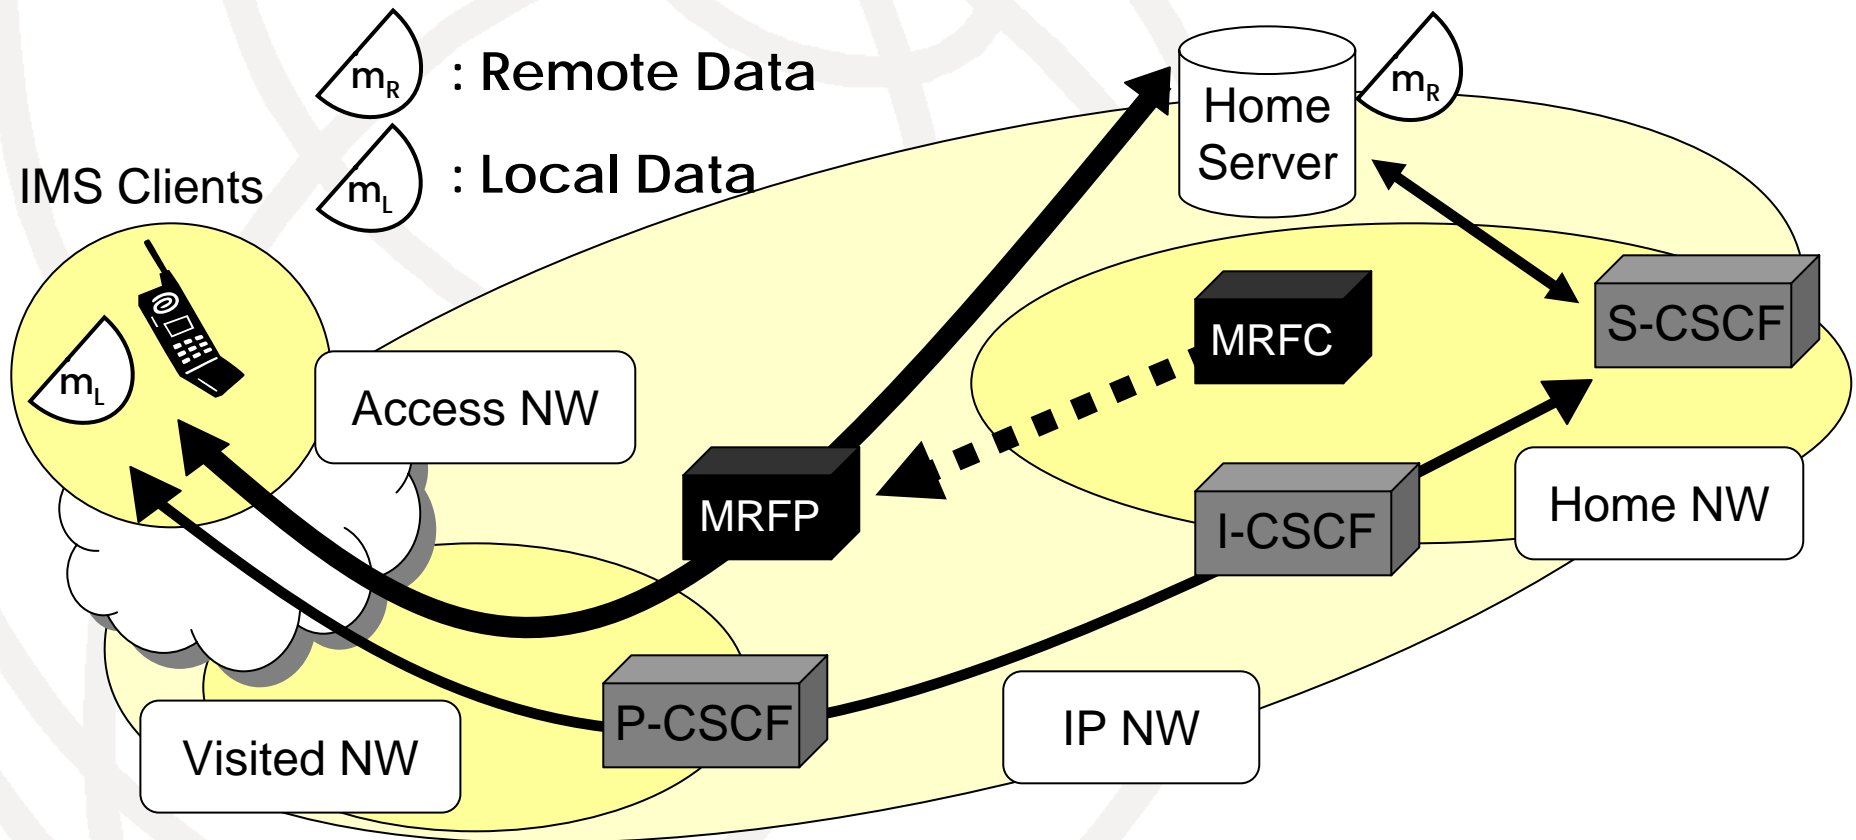 mR : Remote Data
mL : Local Data
IMS Clients
mL
Home
Server
mR
MRFC
S-CSCF
Access NW
MRFP
I-CSCF
Home NW
P-CSCF
IP NW
Visited NW